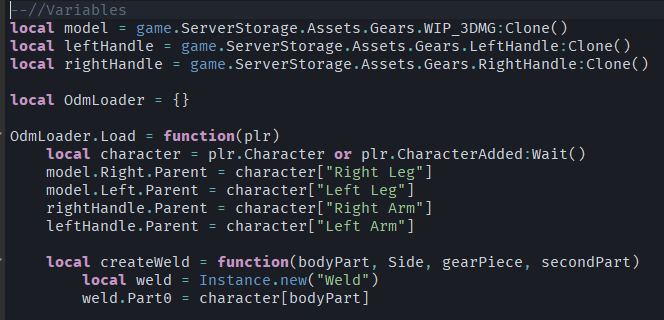 --//Variables
local model = game.ServerStorage.Assets.Gears.WIP_3DMG:Clone()
local leftHandle = game.ServerStorage.Assets.Gears.LeftHandle:Clone()
local rightHandle = game.ServerStorage.Assets.Gears.RightHandle:Clone()
local OdmLoader = {}
OdmLoader.Load = function(plr)
local character = plr.Character or plr.CharacterAdded:Wait()
model.Right.Parent = character["Right Leg"]
model.Left.Parent = character["Left Leg"]
rightHandle.Parent = character["Right Arm"]
leftHandle.Parent = character["Left Arm"]
local createWeld = function(bodyPart, Side, gearPiece, secondPart)
local weld = Instance.new("Weld")
weld.Part0 = character[bodyPart]